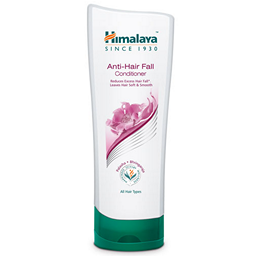 Himalaya
SINCE 1930
Anti-Hair Fall
Conditioner
Reduces Excess Hair Fall*
Leaves Hair Soft & Smooth
All Hair Types